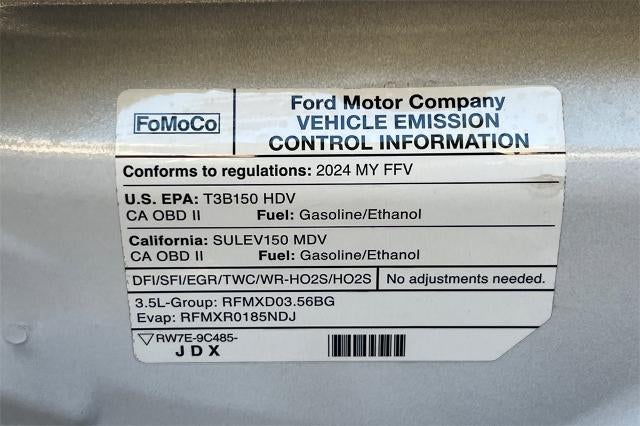 FoMoCo
Ford Motor Company
VEHICLE EMISSION
CONTROL INFORMATION
Conforms to regulations: 2024 MY FFV
U.S. EPA: T3B150 HDV
CA OBD II Fuel: Gasoline/Ethanol
California: SULEV150 MDV
CA OBD II Fuel: Gasoline/Ethanol
DFI/SFI/EGR/TWC/WR-HO2S/HO2S No adjustments needed.
3.5L-Group: RFMXD03.56BG
Evap: RFMXR0185NDJ
RW7E-9C485-
JDX